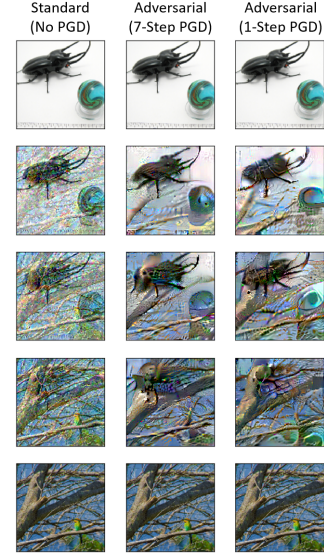 Standard
(No PGD)
Adversarial
(7-Step PGD)
Adversarial
(1-Step PGD)